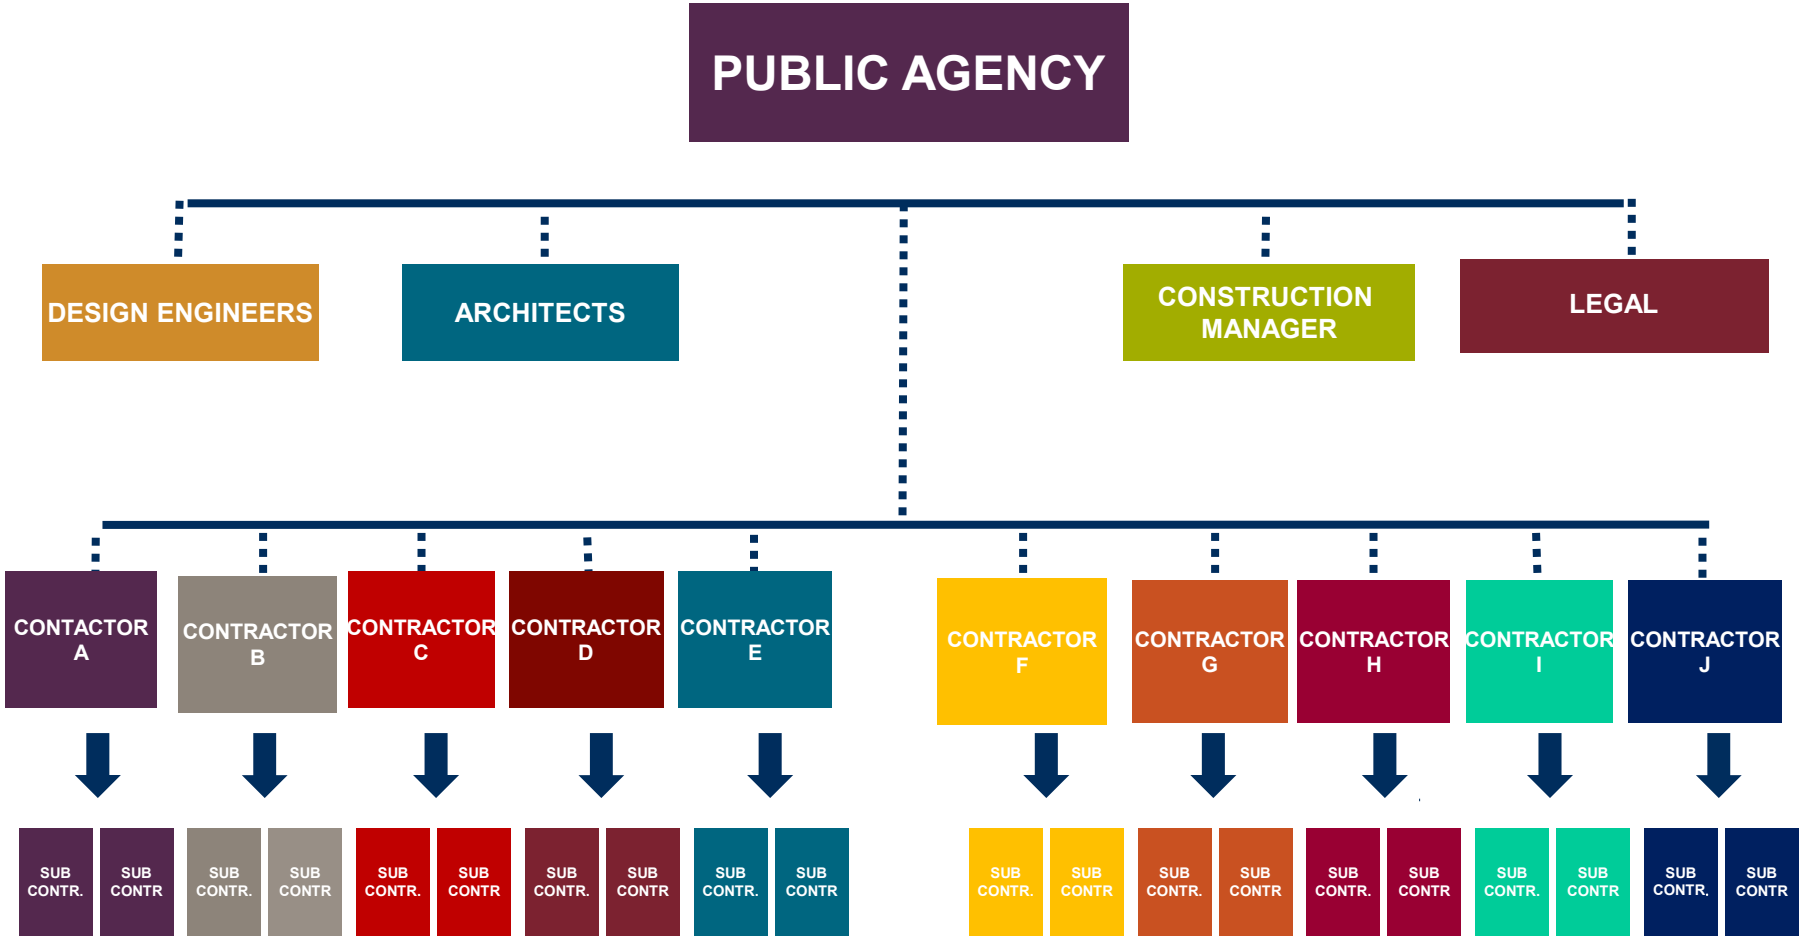 PUBLIC AGENCY
DESIGN ENGINEERS
ARCHITECTS
CONSTRUCTION
MANAGER
LEGAL
CONTACTOR
A
CONTRACTOR
B
CONTRACTOR
C
CONTRACTOR
D
CONTRACTOR
E
CONTRACTOR
F
CONTRACTOR
G
CONTRACTOR
H
CONTRACTOR
I
CONTRACTOR
J
SUB
CONTR.
SUB
CONTR
SUB
CONTR.
SUB
CONTR
SUB
CONTR.
SUB
CONTR
SUB
CONTR.
SUB
CONTR
SUB
CONTR.
SUB
CONTR
SUB
CONTR.
SUB
CONTR
SUB
CONTR.
SUB
CONTR
SUB
CONTR.
SUB
CONTR
SUB
CONTR.
SUB
CONTR
SUB
CONTR.
SUB
CONTR